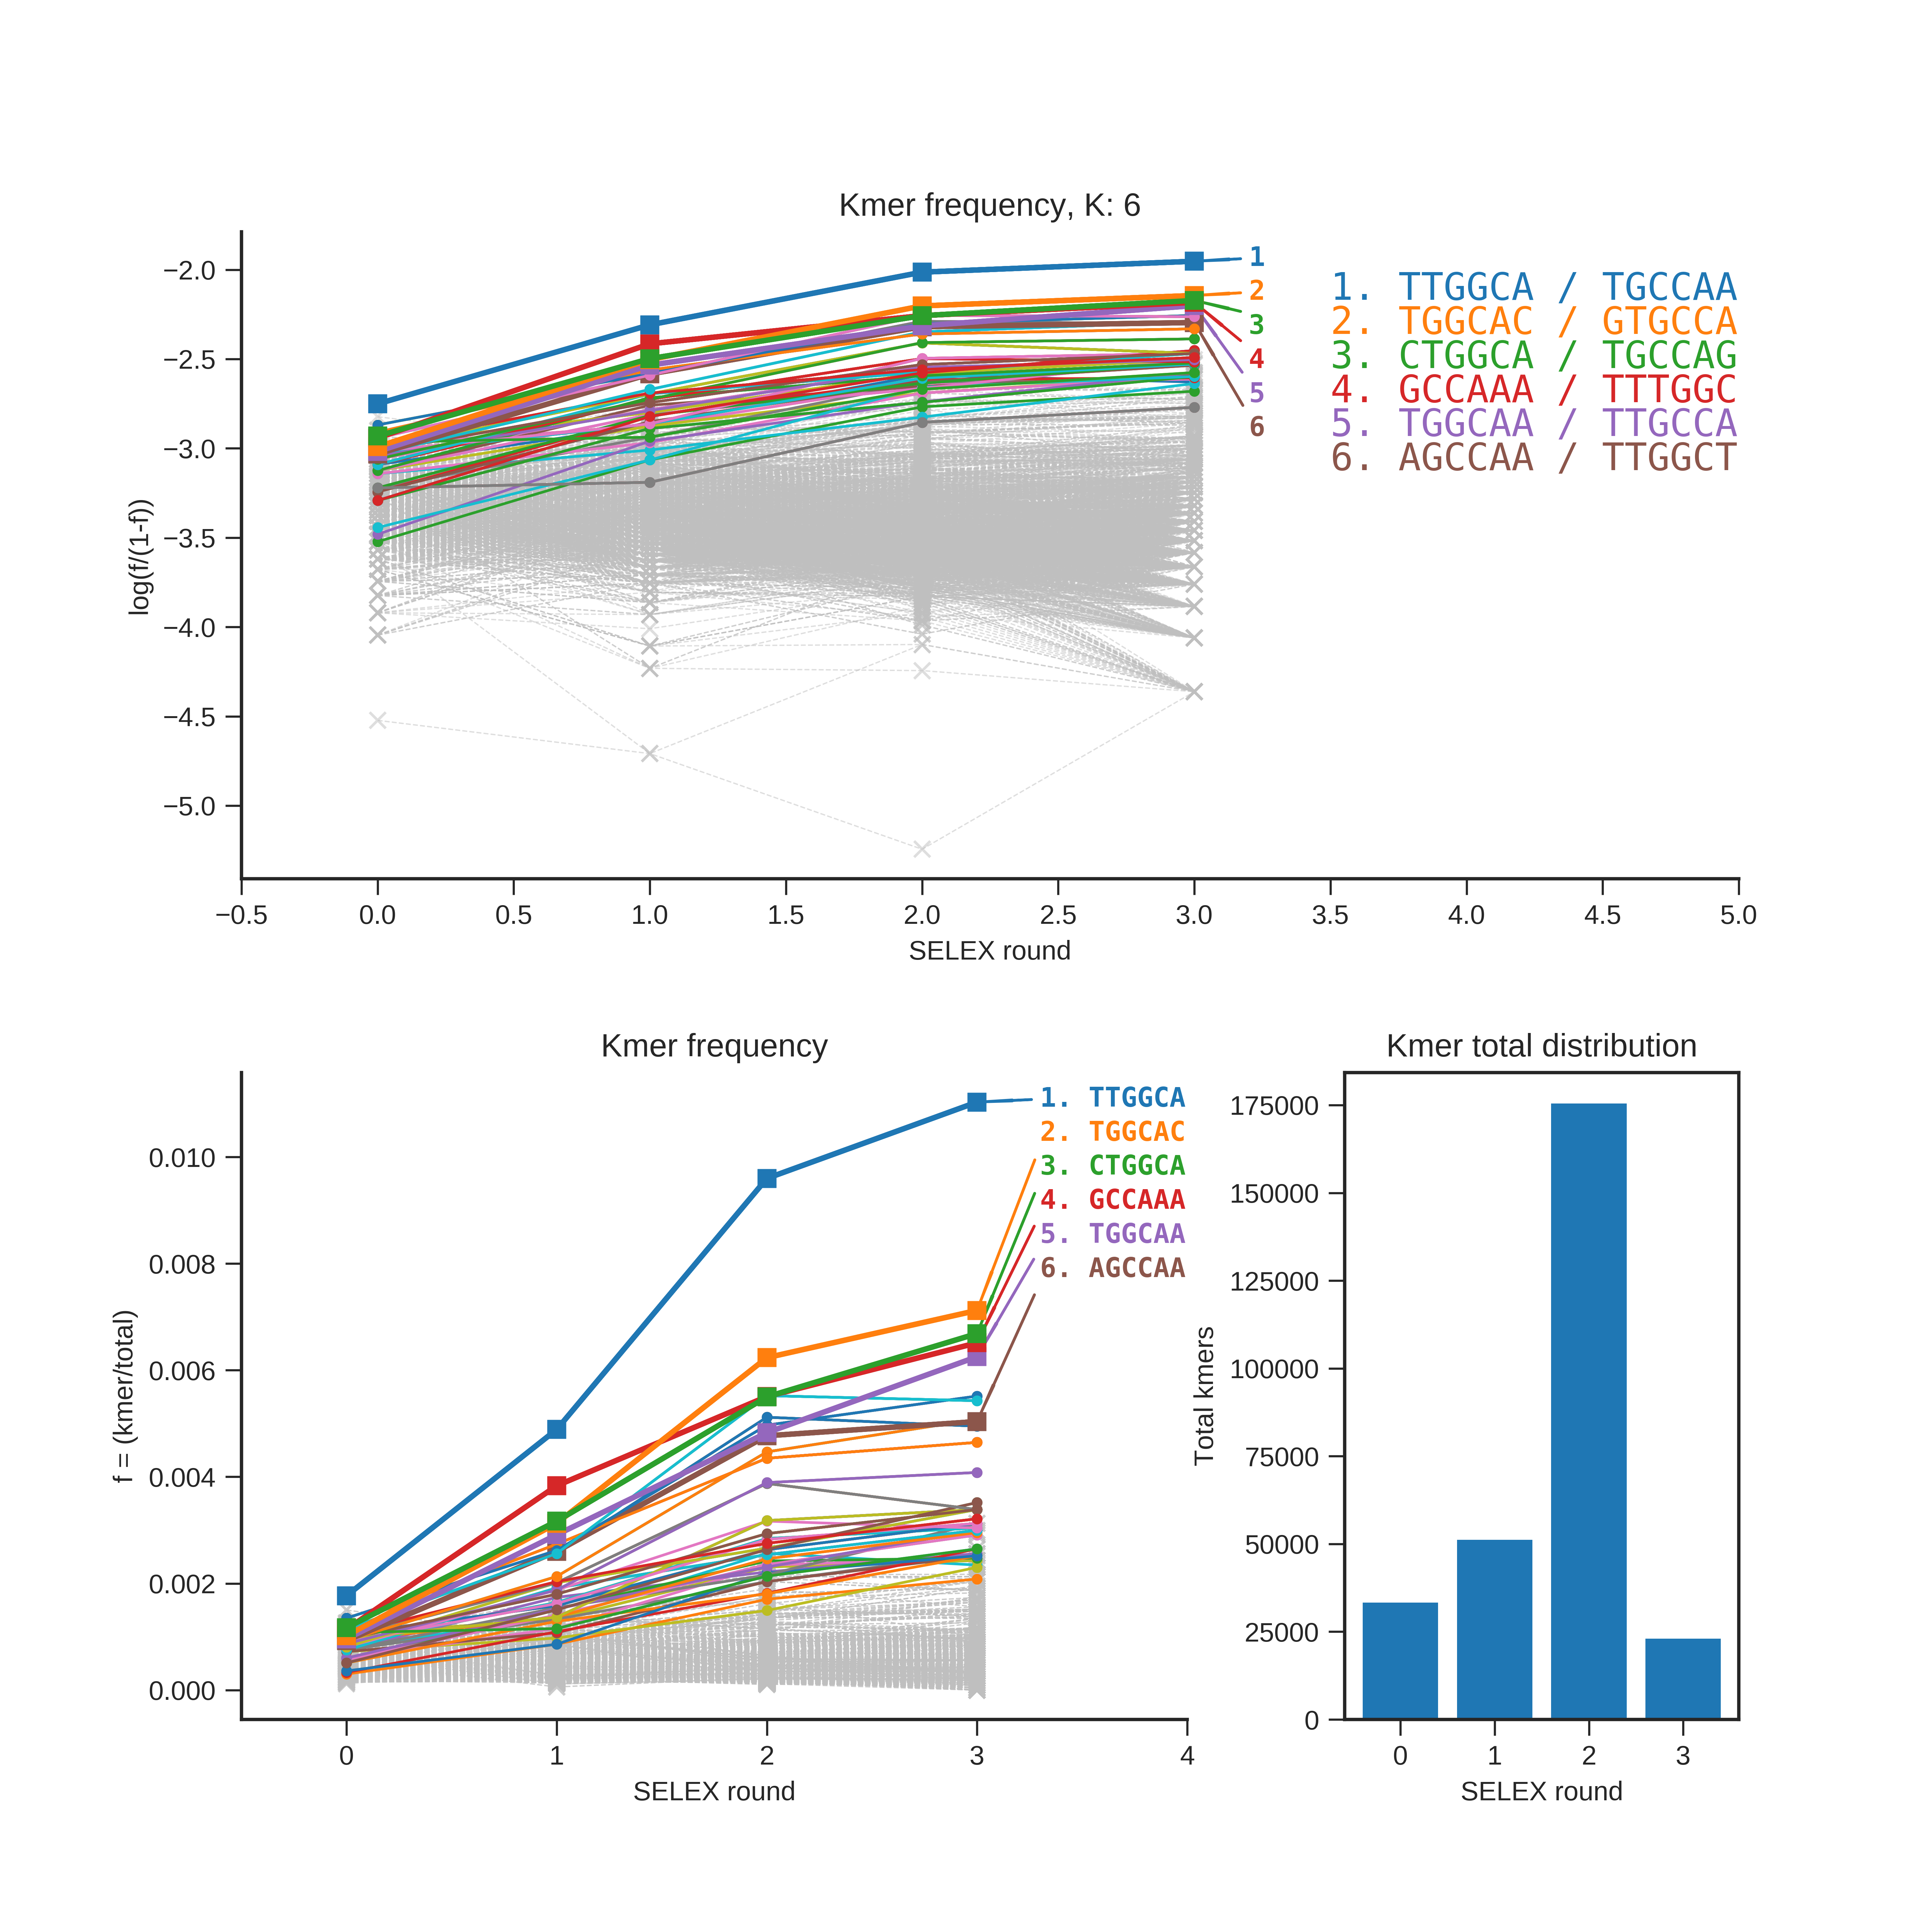 Kmer frequency, K: 6
log(f/(1-f))
−2.0
−2.5
−3.0
−3.5
−4.0
−4.5
−5.0
1
2
3
4
5
6
1. TTGGCA / TGCCAA
2. TGGCAC / GTGCCA
3. CTGGCA / TGCCAG
4. GCCAAA / TTTGGC
5. TGGCAA / TTGCCA
6. AGCCAA / TTGGCT
−0.5 0.0 0.5 1.0 1.5 2.0 2.5 3.0 3.5 4.0 4.5 5.0
SELEX round
Kmer frequency
f = (kmer/total)
0.010
0.008
0.006
0.004
0.002
0.000
1. TTGGCA
2. TGGCAC
3. CTGGCA
4. GCCAAA
5. TGGCAA
6. AGCCAA
0 1 2 3 4
SELEX round
Kmer total distribution
Total kmers
175000
150000
125000
100000
75000
50000
25000
0
0 1 2 3
SELEX round